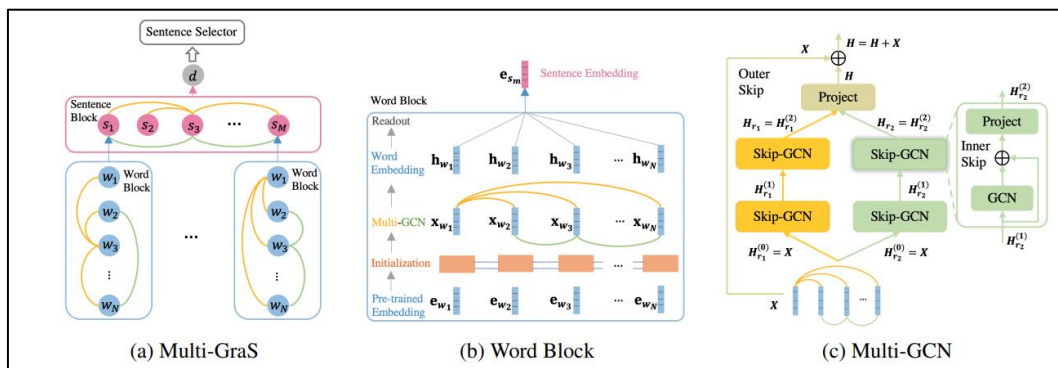 Sentence Selector
d
Sentence
Block
s1 s2 s3 ... sM
w1 Word
Block
w2
w3
⋮
wN
...
w1 Word
Block
w2
w3
⋮
wN
(a) Multi-GraS
e_sm Sentence Embedding
Word Block
Readout
Word
Embedding
h_w1 h_w2 h_w3 ... h_wN
Multi-GCN x_w1 x_w2 x_w3 ... x_wN
Initialization ...
Pre-trained
Embedding
e_w1 e_w2 e_w3 ... e_wN
(b) Word Block
X H = H + X
Outer
Skip
H
Project
H_r1 = H_r1^(2) H_r2 = H_r2^(2)
Skip-GCN Skip-GCN
H_r1^(1) H_r2^(1)
Skip-GCN Skip-GCN
H_r1^(0) = X H_r2^(0) = X
X ...
H_r2^(2)
Project
Inner
Skip
GCN
H_r2^(1)
(c) Multi-GCN